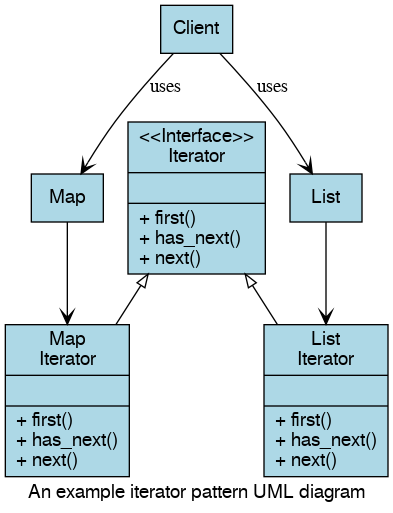 Client
uses
uses
<<Interface>>
Iterator
+ first()
+ has_next()
+ next()
Map
List
Map
Iterator
+ first()
+ has_next()
+ next()
List
Iterator
+ first()
+ has_next()
+ next()
An example iterator pattern UML diagram